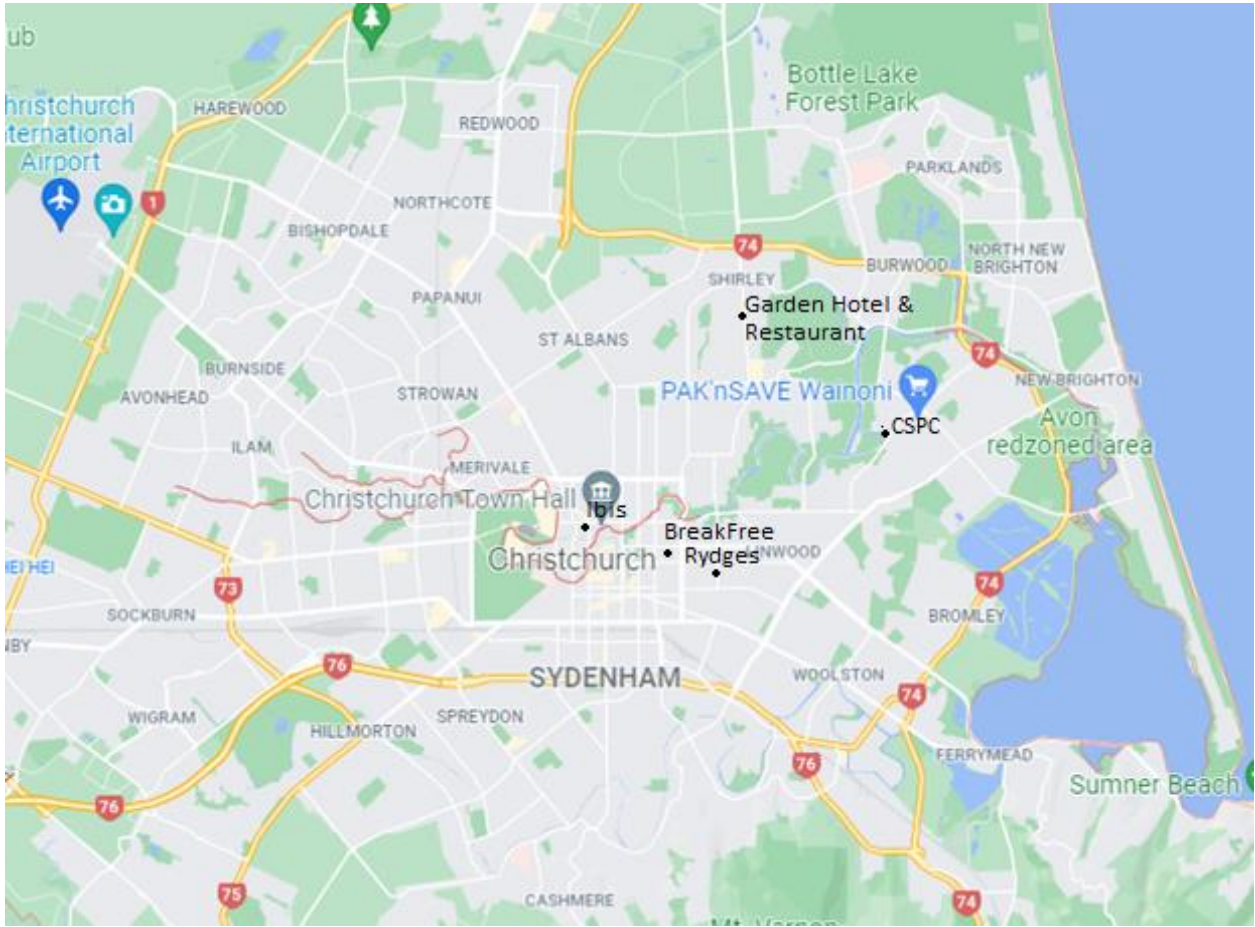 ub
HAREWOOD
REDWOOD
Bottle Lake
Forest Park
Christchurch
International
Airport
PARKLANDS
1
NORTHCOTE
BISHOPDALE
74
NORTH NEW
BRIGHTON
BURWOOD
SHIRLEY
PAPANUI
Garden Hotel &
Restaurant
ST ALBANS
74
BURNSIDE
NEW BRIGHTON
AVONHEAD
STROWAN
PAK'nSAVE Wainoni
Avon
redzoned area
CSPC
ILAM
MERIVALE
Christchurch Town Hall
Ibis
BreakFree
Christchurch
Rydges
LINWOOD
HEI HEI
73
74
SOCKBURN
BROMLEY
NBY
76
SYDENHAM
WOOLSTON
74
WIGRAM
SPREYDON
HILLMORTON
FERRYMEAD
76
76
Sumner Beach
75
CASHMERE
74
Mt. Vernon